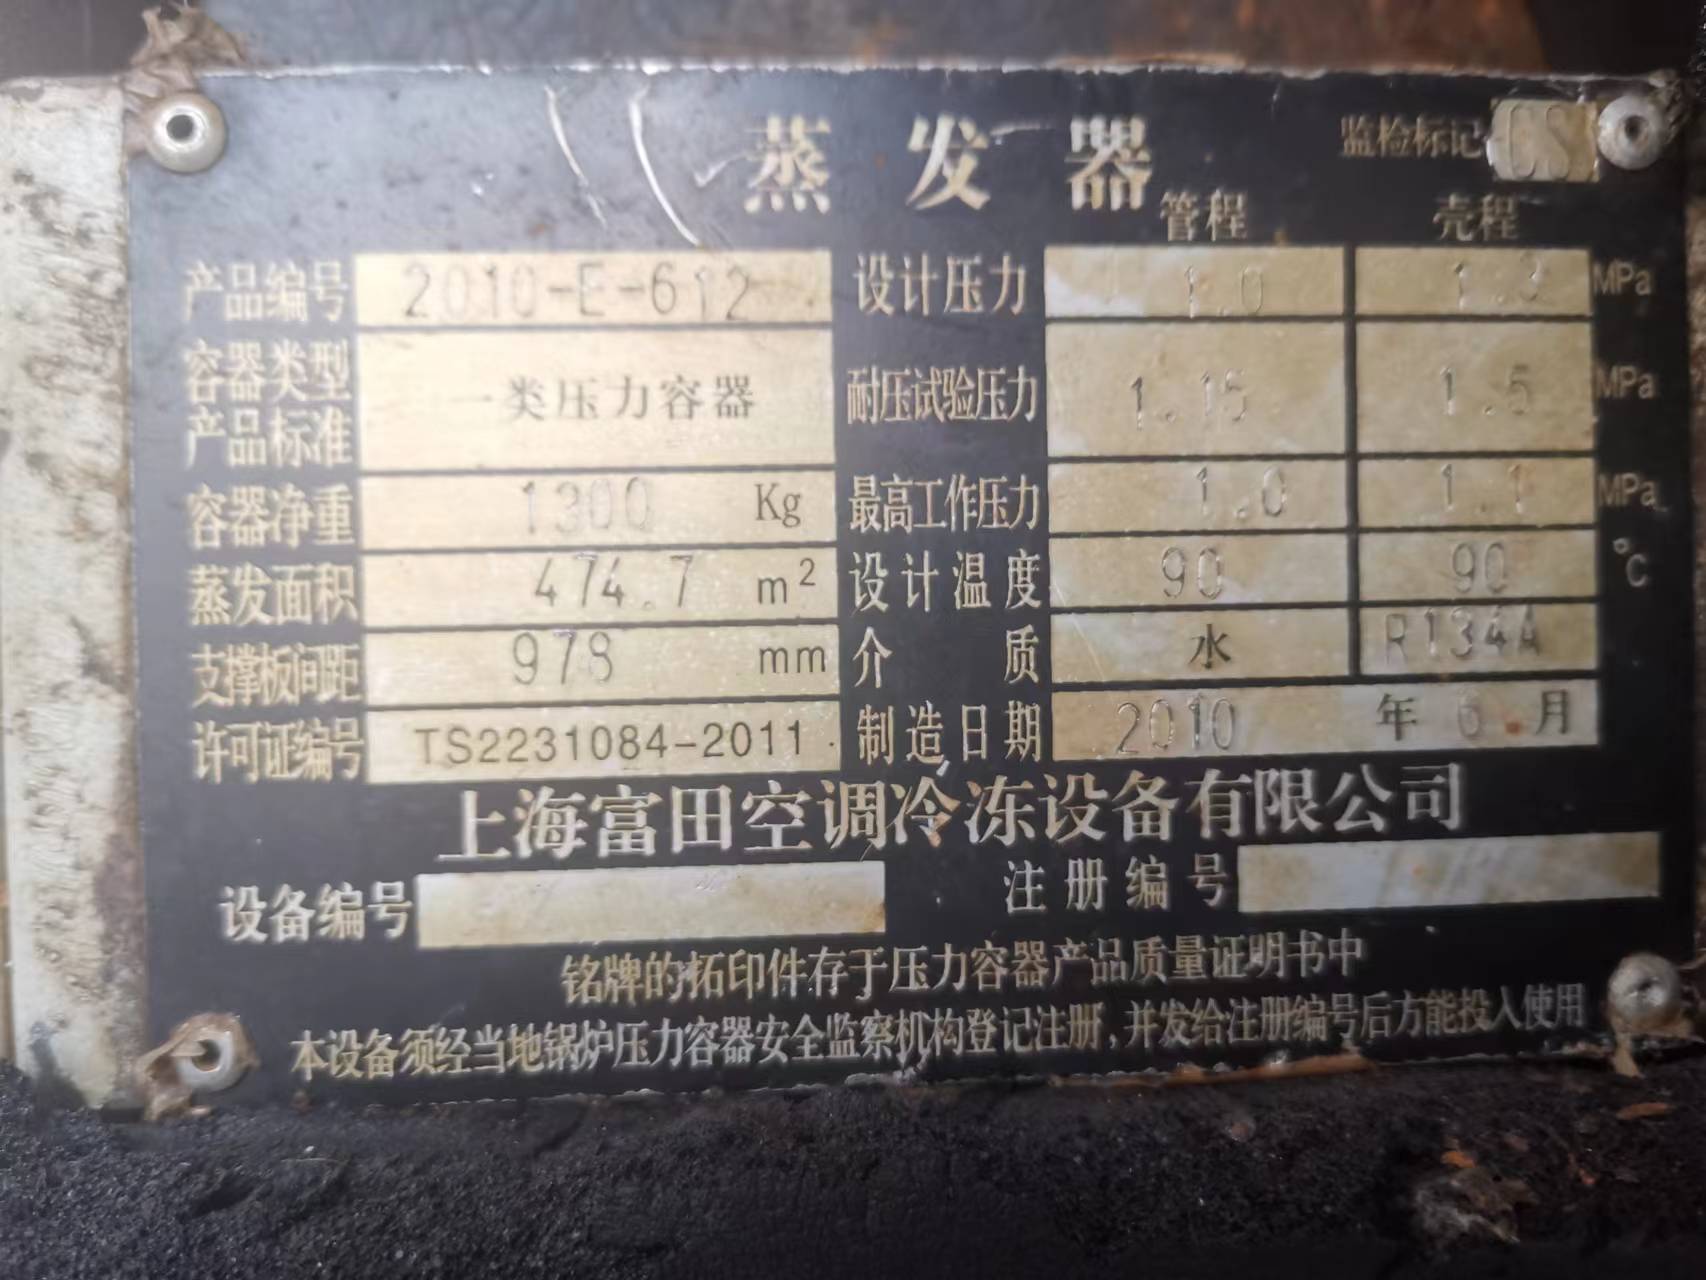 蒸发器
监检标记 CS
管程 壳程
产品编号 2010-E-612 设计压力 1.0 1.3 MPa
容器类型 产品标准 一类压力容器 耐压试验压力 1.15 1.5 MPa
容器净重 1300 Kg 最高工作压力 1.0 1.1 MPa
蒸发面积 474.7 m² 设计温度 90 90 ℃
支撑板间距 978 mm 介质 水 R134A
许可证编号 TS2231084-2011 制造日期 2010 年 6 月
上海富田空调冷冻设备有限公司
设备编号 注册编号
铭牌的拓印件存于压力容器产品质量证明书中
本设备须经当地锅炉压力容器安全监察机构登记注册,并发给注册编号后方能投入使用